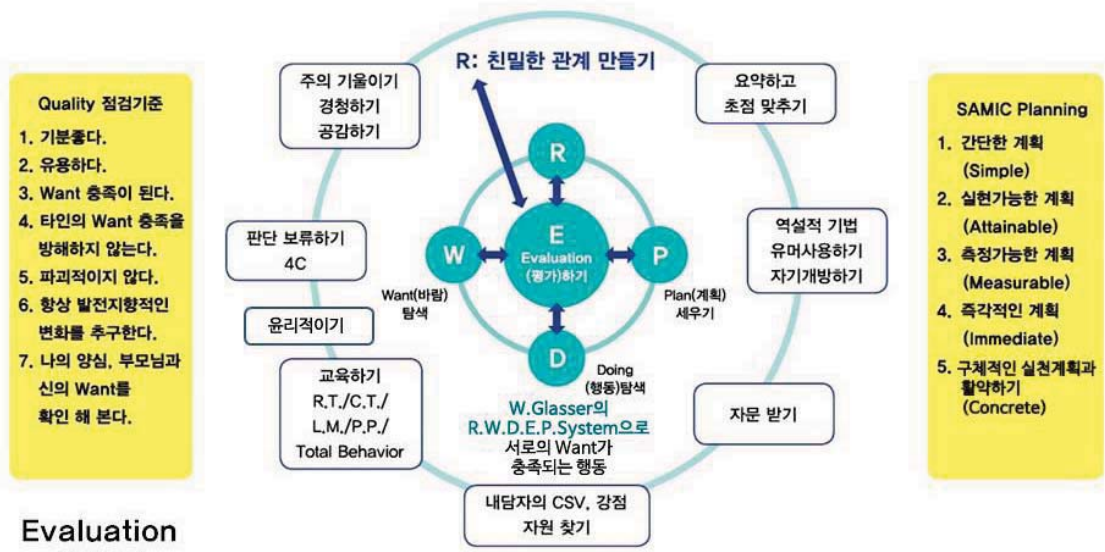 R: 친밀한 관계 만들기
Quality 점검기준
1. 기분좋다.
2. 유용하다.
3. Want 충족이 된다.
4. 타인의 Want 충족을
방해하지 않는다.
5. 파괴적이지 않다.
6. 항상 발전지향적인
변화를 추구한다.
7. 나의 양심, 부모님과
신의 Want를
확인 해 본다.
주의 기울이기
경청하기
공감하기
판단 보류하기
4C
윤리적이기
교육하기
R.T./C.T./
L.M./P.P./
Total Behavior
R
W
E
Evaluation
(평가)하기
P
D
Want(바람)
탐색
Plan(계획)
세우기
Doing
(행동)탐색
W.Glasser의
R.W.D.E.P.System으로
서로의 Want가
충족되는 행동
내담자의 CSV, 강점
자원 찾기
요약하고
초점 맞추기
역설적 기법
유머사용하기
자기개방하기
자문 받기
SAMIC Planning
1. 간단한 계획
(Simple)
2. 실현가능한 계획
(Attainable)
3. 측정가능한 계획
(Measurable)
4. 즉각적인 계획
(Immediate)
5. 구체적인 실천계획과
활약하기
(Concrete)
Evaluation